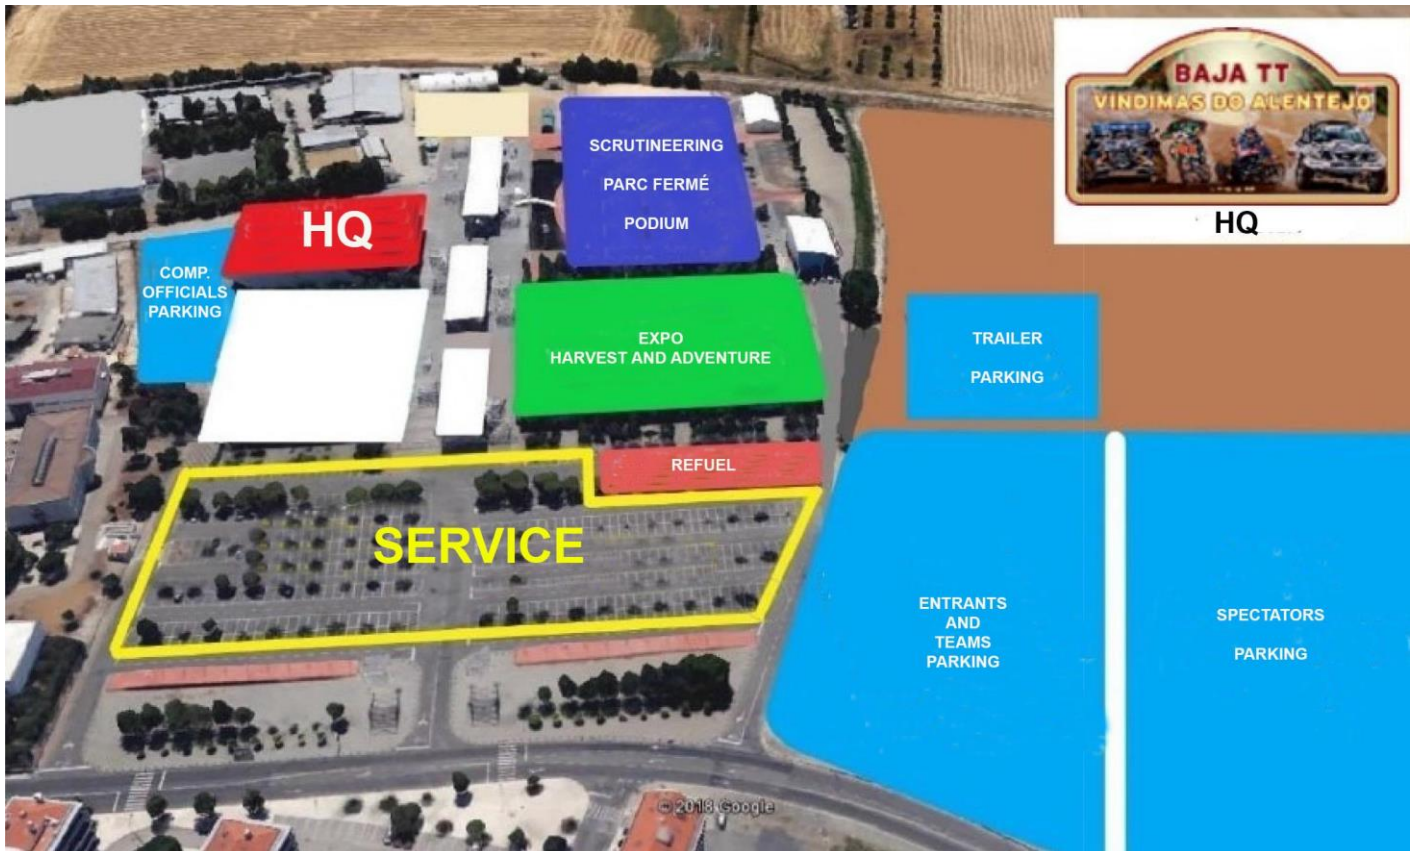 BAJA TT
VINDIMAS DO ALENTEJO
HQ
SCRUTINEERING
PARC FERMÉ
PODIUM
HQ
COMP.
OFFICIALS
PARKING
EXPO
HARVEST AND ADVENTURE
TRAILER
PARKING
REFUEL
SERVICE
ENTRANTS
AND
TEAMS
PARKING
SPECTATORS
PARKING
© 2018 Google